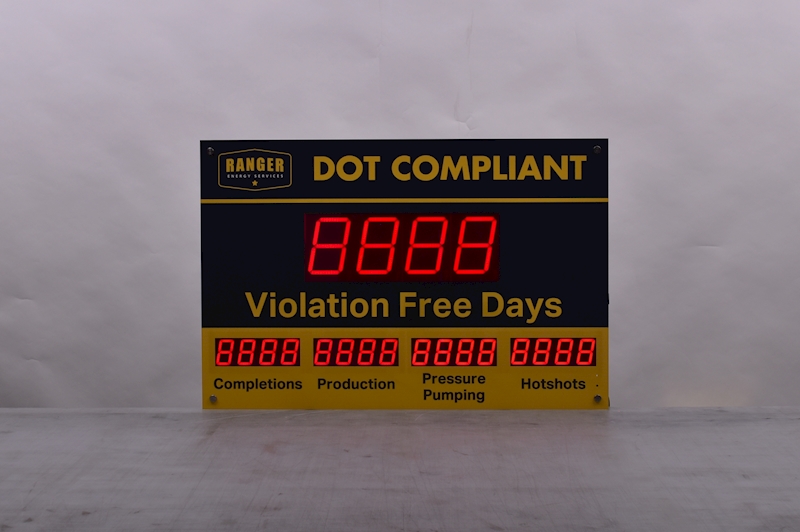 RANGER
ENERGY SERVICES
DOT COMPLIANT
8888
Violation Free Days
8888 8888 8888 8888
Completions Production Pressure Pumping Hotshots